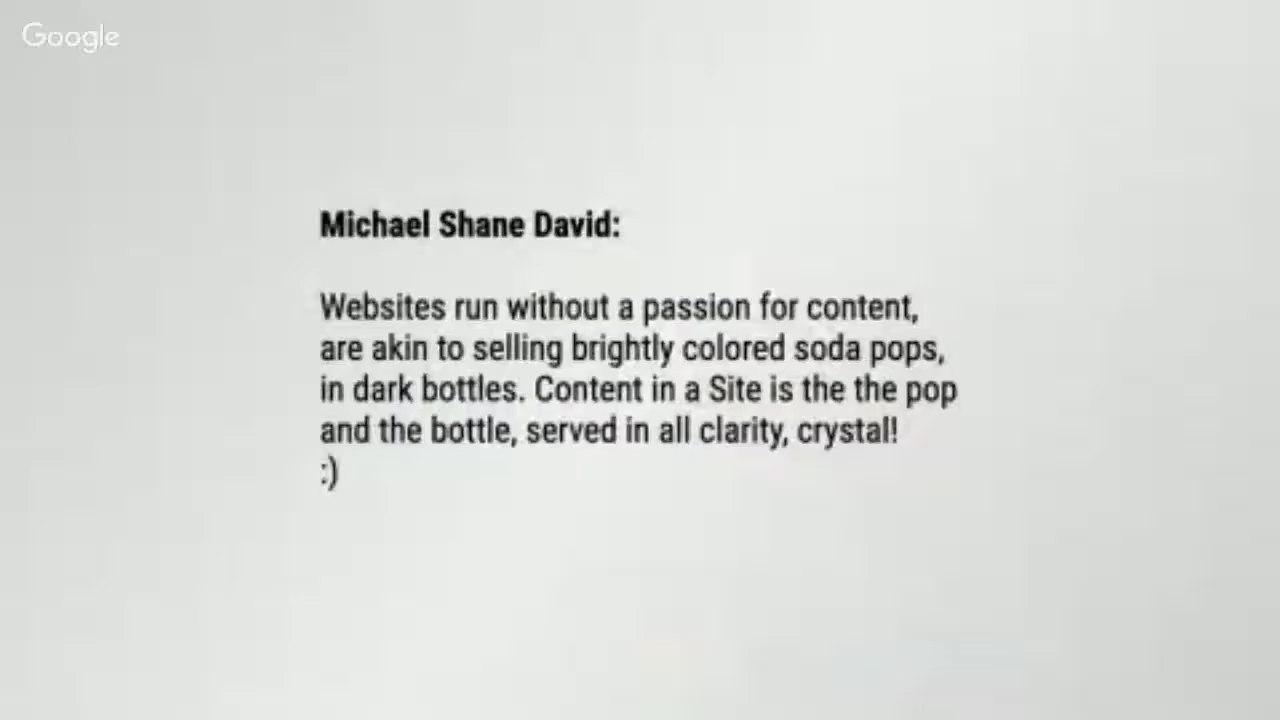 Google
Michael Shane David:
Websites run without a passion for content,
are akin to selling brightly colored soda pops,
in dark bottles. Content in a Site is the the pop
and the bottle, served in all clarity, crystal!
:)